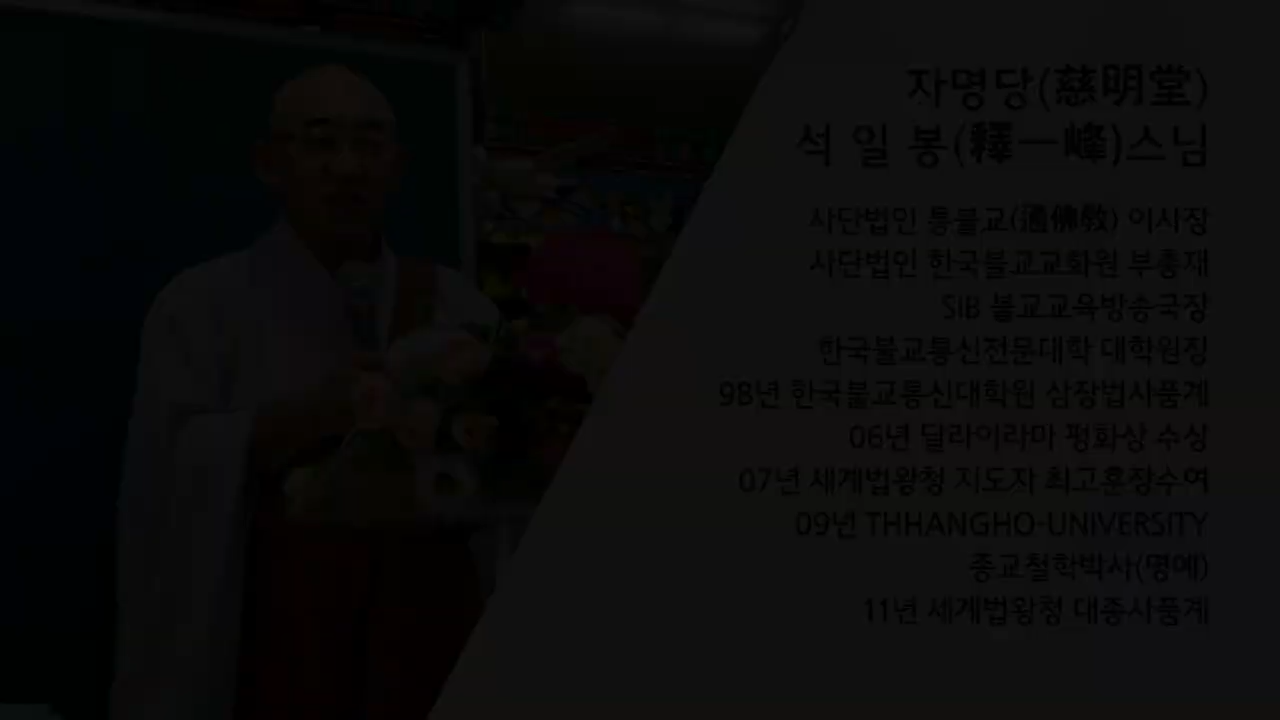 자명당(慈明堂)
석 일 봉(釋一峰)스님
사단법인 통불교(通佛敎) 이사장
사단법인 한국불교교화원 부총재
SIB 불교교육방송국장
한국불교통신전문대학 대학원장
98년 한국불교통신대학원 삼장법사품계
06년 달라이라마 평화상 수상
07년 세계법왕청 지도자 최고훈장수여
09년 THHANGHO-UNIVERSITY
종교철학박사(명예)
11년 세계법왕청 대종사품계